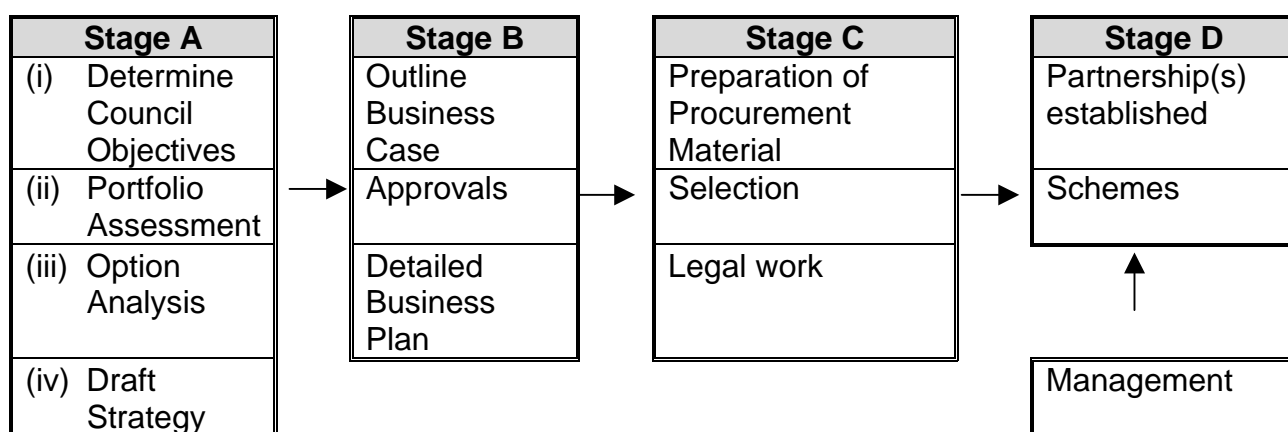 Stage A
(i) Determine
Council
Objectives
(ii) Portfolio
Assessment
(iii) Option
Analysis
(iv) Draft
Strategy
Stage B
Outline
Business
Case
Approvals
Detailed
Business
Plan
Stage C
Preparation of
Procurement
Material
Selection
Legal work
Stage D
Partnership(s)
established
Schemes
Management